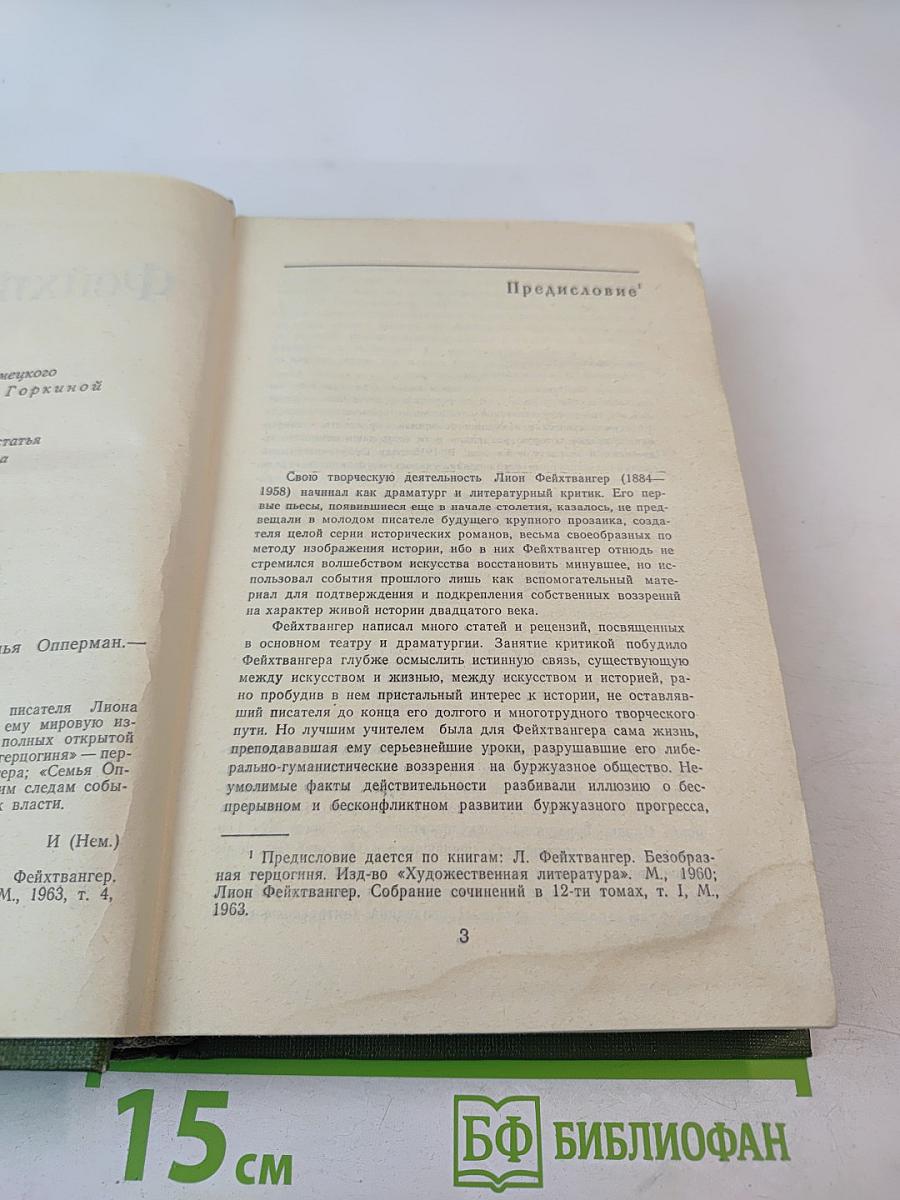 Фейхт
мецкого
Горкиной
статья
а
ья Опперман.—
писателя Лиона
ему мировую из-
полных открытой
герцогиня» — пер-
ера; «Семья Оп-
им следам собы-
к власти.
И (Нем.)
Фейхтвангер.
М., 1963, т. 4,
Предисловие¹
Свою творческую деятельность Лион Фейхтвангер (1884—
1958) начинал как драматург и литературный критик. Его пер-
вые пьесы, появившиеся еще в начале столетия, казалось, не пред-
вещали в молодом писателе будущего крупного прозаика, созда-
теля целой серии исторических романов, весьма своеобразных по
методу изображения истории, ибо в них Фейхтвангер отнюдь не
стремился волшебством искусства восстановить минувшее, но ис-
пользовал события прошлого лишь как вспомогательный мате-
риал для подтверждения и подкрепления собственных воззрений
на характер живой истории двадцатого века.
Фейхтвангер написал много статей и рецензий, посвященных
в основном театру и драматургии. Занятие критикой побудило
Фейхтвангера глубже осмыслить истинную связь, существующую
между искусством и жизнью, между искусством и историей, ра-
но пробудив в нем пристальный интерес к истории, не оставляв-
ший писателя до конца его долгого и многотрудного творческого
пути. Но лучшим учителем была для Фейхтвангера сама жизнь,
преподававшая ему серьезнейшие уроки, разрушавшие его либе-
рально-гуманистические воззрения на буржуазное общество. Не-
умолимые факты действительности разбивали иллюзию о бес-
прерывном и бесконфликтном развитии буржуазного прогресса,
¹ Предисловие дается по книгам: Л. Фейхтвангер. Безобраз-
ная герцогиня. Изд-во «Художественная литература». М., 1960;
Лион Фейхтвангер. Собрание сочинений в 12-ти томах, т. I, М.,
1963.
3
15 см
БФ БИБЛИОФАН